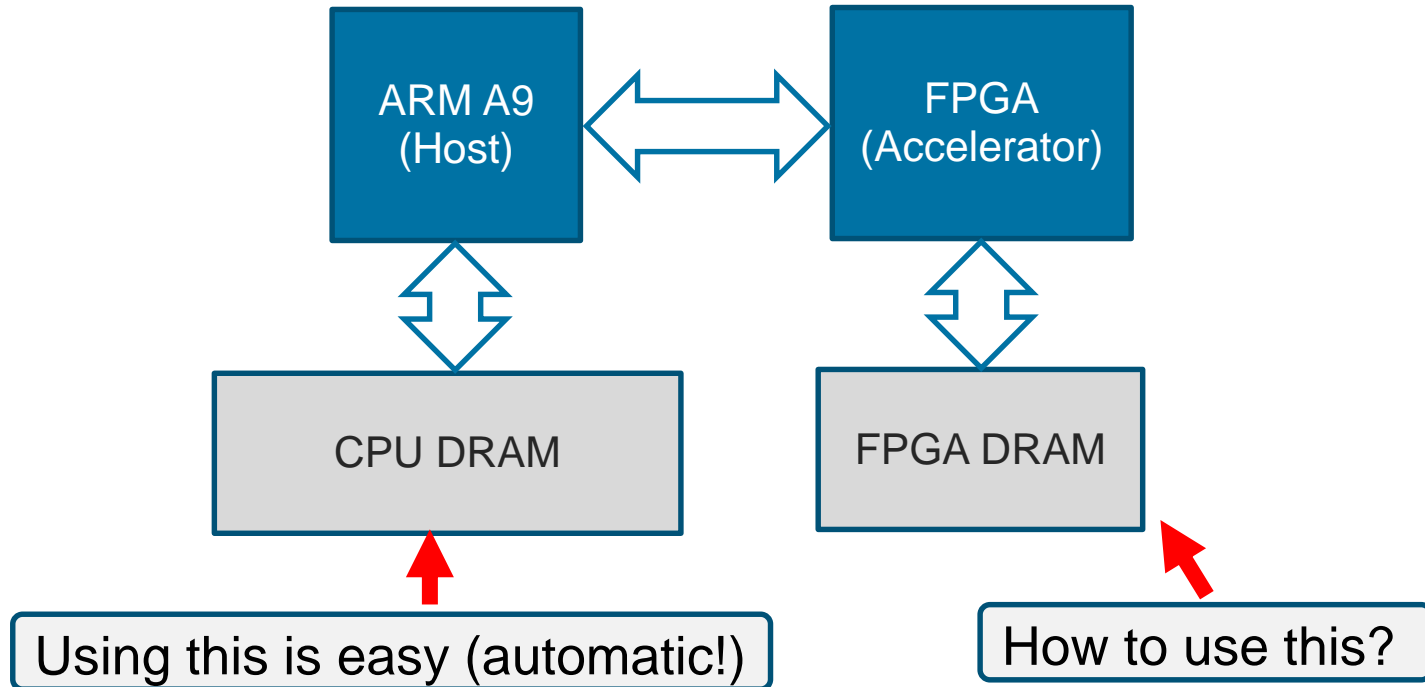 ARM A9
(Host)
FPGA
(Accelerator)
CPU DRAM
FPGA DRAM
Using this is easy (automatic!)
How to use this?